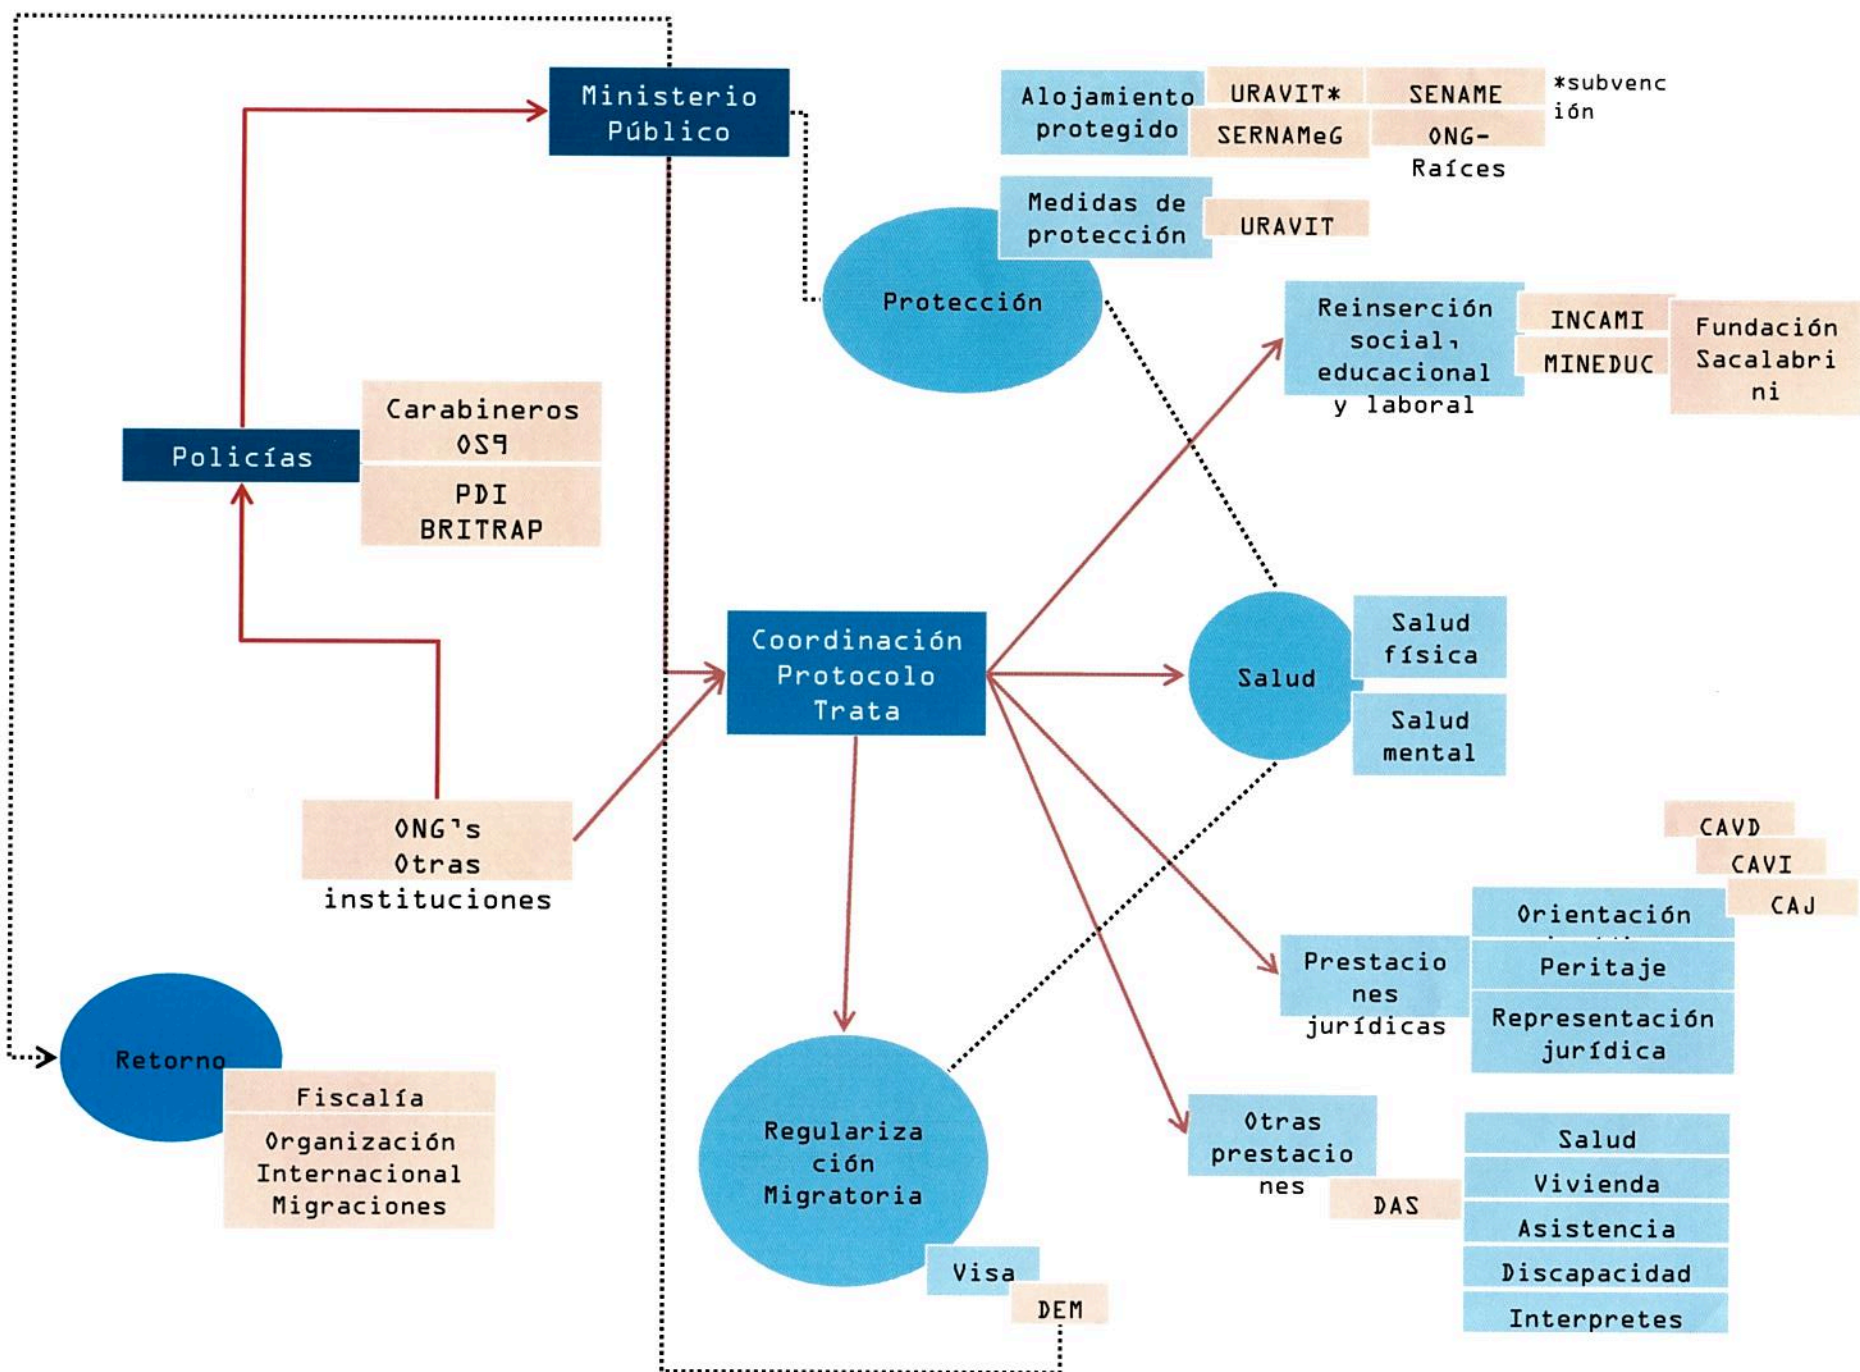 Ministerio
Público
Alojamiento
protegido
URAVIT*
SENAME
*subvenc
ión
SERNAMeG
ONG-
Raíces
Medidas de
protección
URAVIT
Protección
Reinserción
social,
educacional
y laboral
INCAMI
MINEDUC
Fundación
Sacalabri
ni
Policías
Carabineros
OS9
PDI
BRITRAP
Coordinación
Protocolo
Trata
Salud
Salud
física
Salud
mental
ONG's
Otras
instituciones
CAVD
CAVI
CAJ
Orientación
Prestacio
nes
jurídicas
Peritaje
Representación
jurídica
Retorno
Fiscalía
Organización
Internacional
Migraciones
Regulariza
ción
Migratoria
Visa
DEM
Otras
prestacio
nes
DAS
Salud
Vivienda
Asistencia
Discapacidad
Interpretes